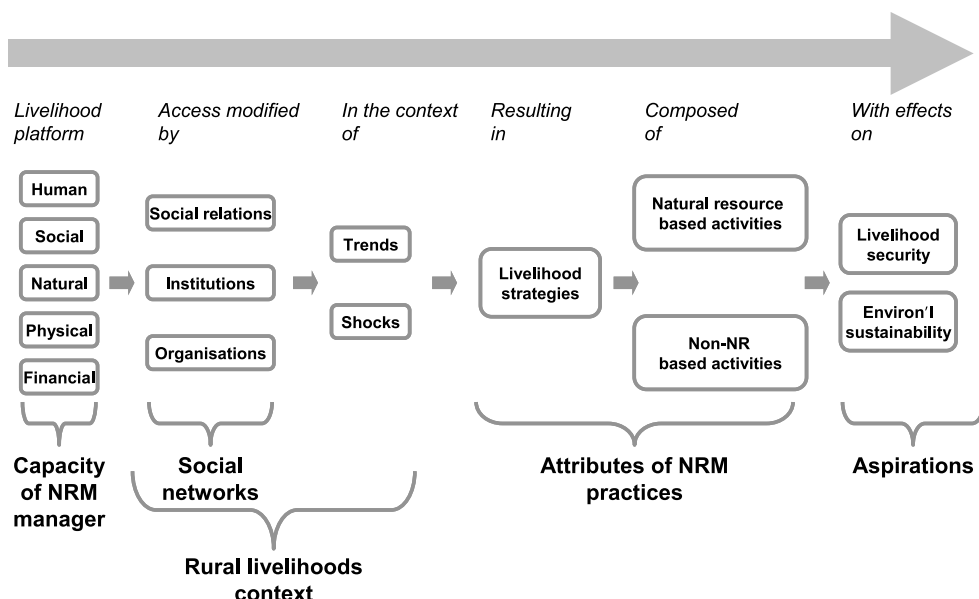 Livelihood
platform
Access modified
by
In the context
of
Resulting
in
Composed
of
With effects
on
Human
Social
Natural
Physical
Financial
Social relations
Institutions
Organisations
Trends
Shocks
Livelihood
strategies
Natural resource
based activities
Non-NR
based activities
Livelihood
security
Environ'l
sustainability
Capacity
of NRM
manager
Social
networks
Attributes of NRM
practices
Aspirations
Rural livelihoods
context